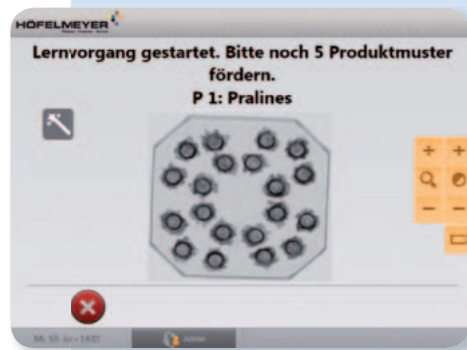 HÖFELMEYER
Lernvorgang gestartet. Bitte noch 5 Produktmuster
fördern.
P 1: Pralines
Admin